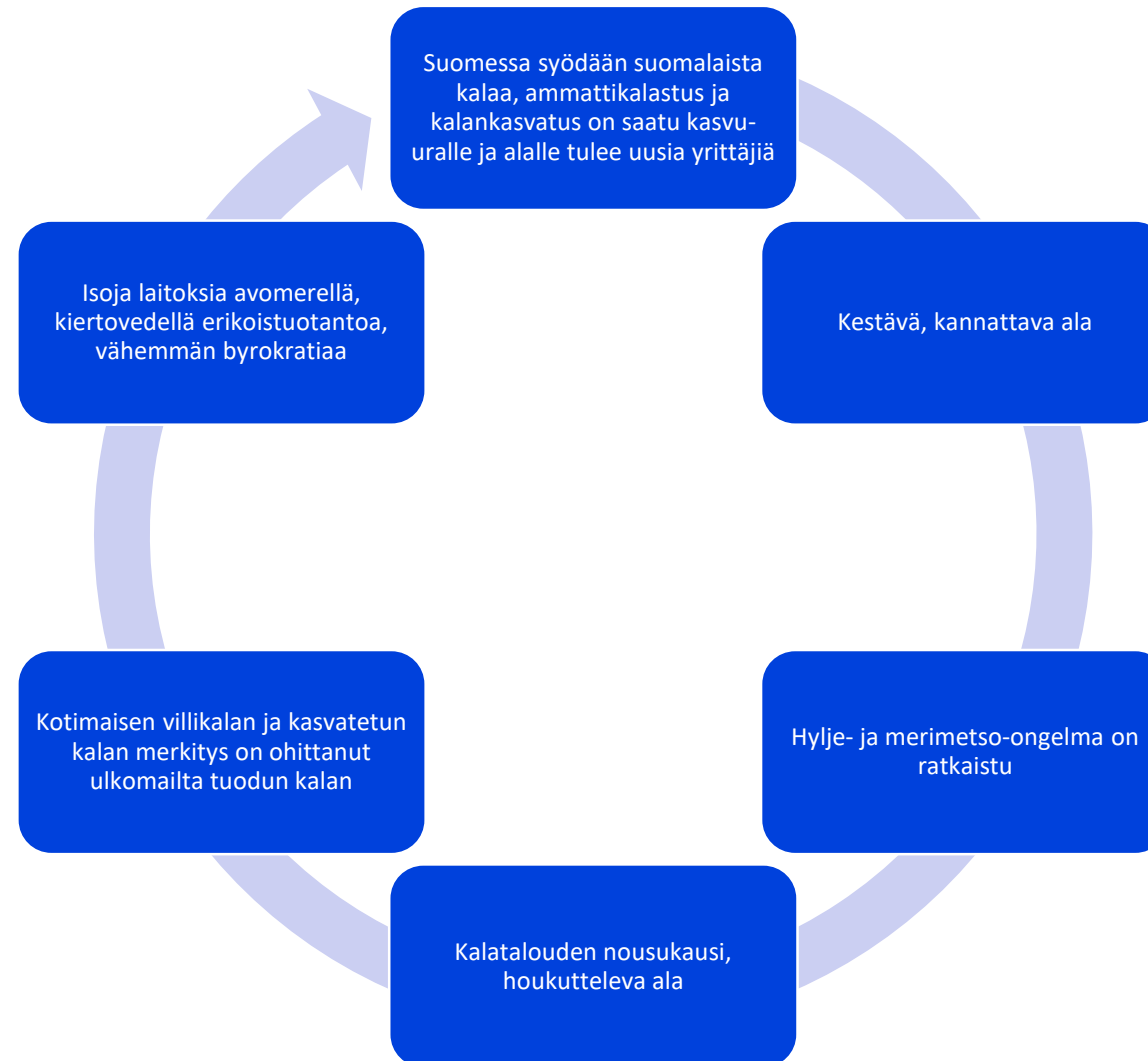 Suomessa syödään suomalaista
kalaa, ammattikalastus ja
kalankasvatus on saatu kasvu-
uralle ja alalle tulee uusia yrittäjiä
Kestävä, kannattava ala
Hylje- ja merimetso-ongelma on
ratkaistu
Kalatalouden nousukausi,
houkutteleva ala
Kotimaisen villikalan ja kasvatetun
kalan merkitys on ohittanut
ulkomailta tuodun kalan
Isoja laitoksia avomerellä,
kiertovedellä erikoistuotantoa,
vähemmän byrokratiaa